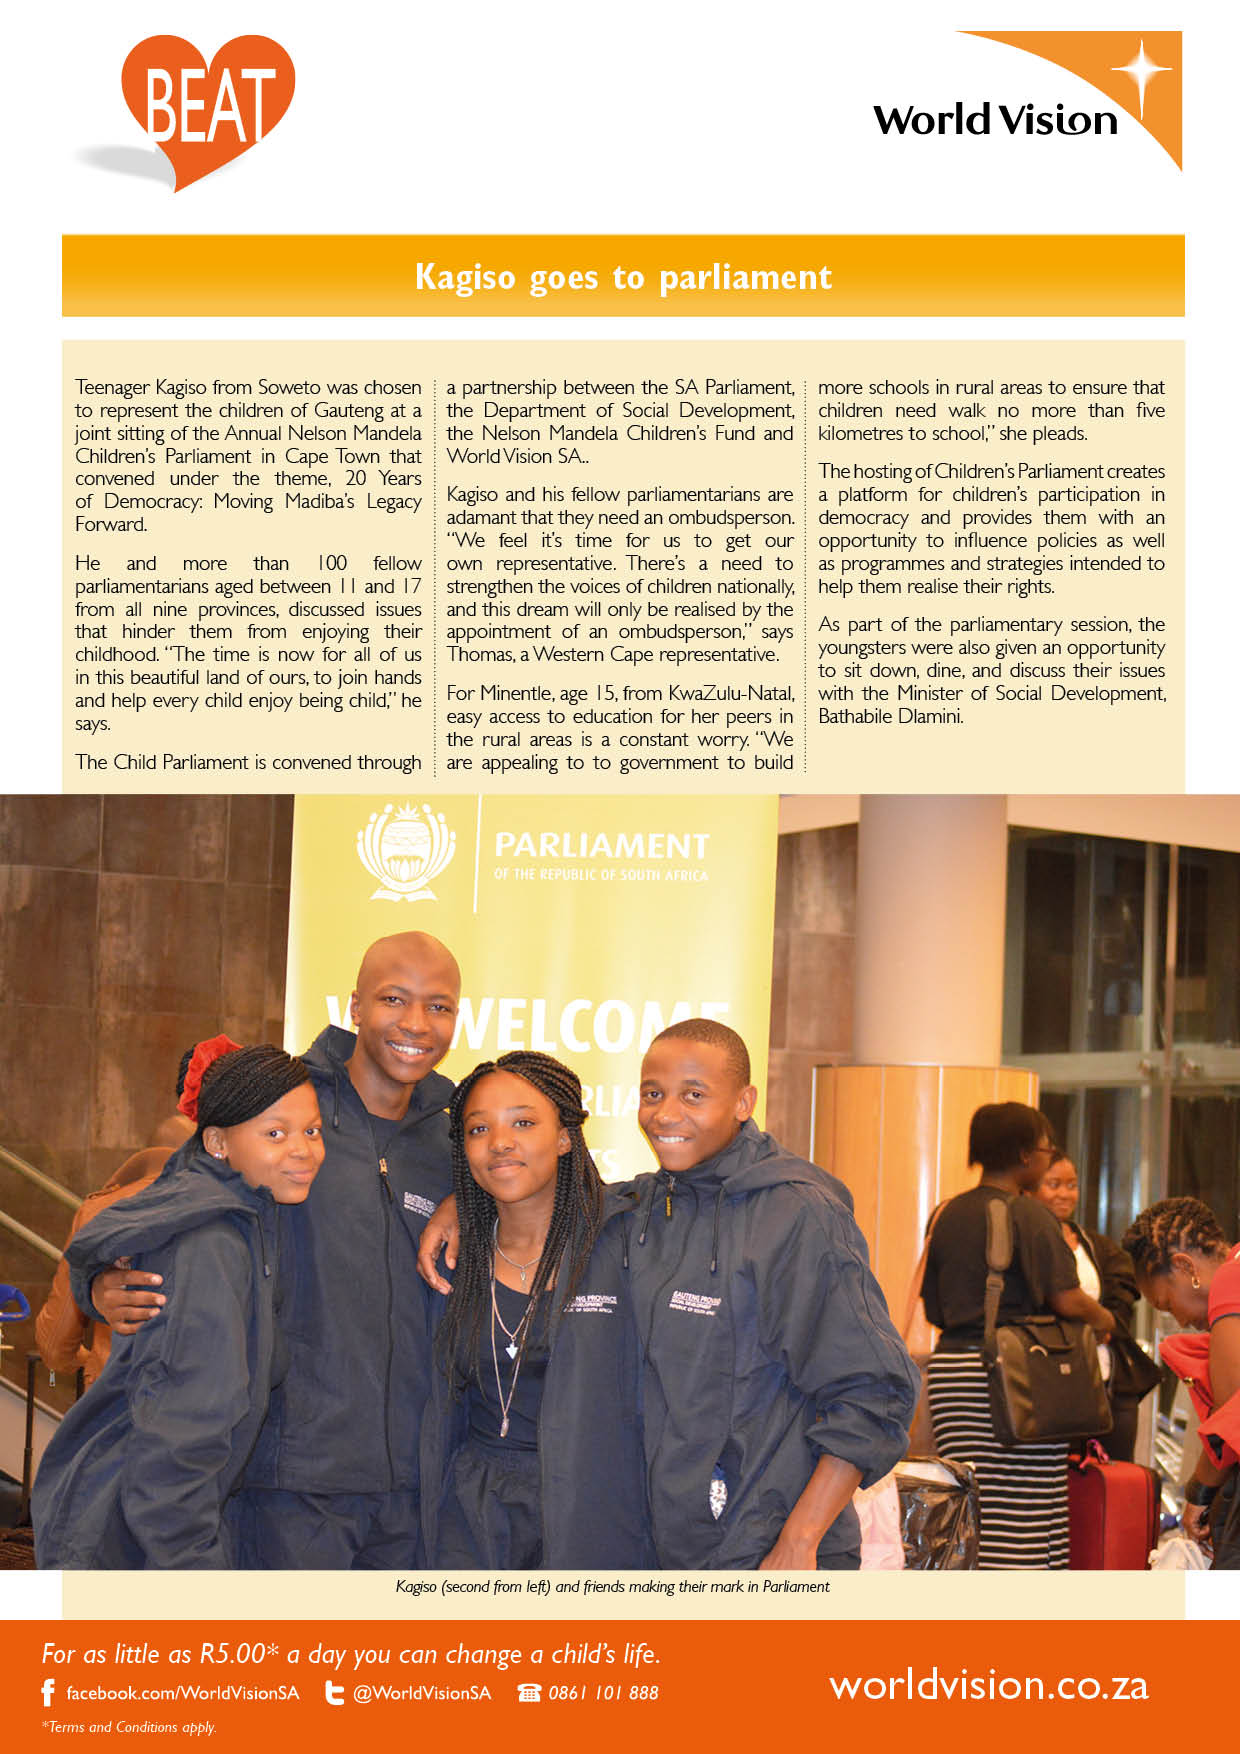 BEAT
World Vision
Kagiso goes to parliament
Teenager Kagiso from Soweto was chosen
to represent the children of Gauteng at a
joint sitting of the Annual Nelson Mandela
Children's Parliament in Cape Town that
convened under the theme, 20 Years
of Democracy: Moving Madiba's Legacy
Forward.
He and more than 100 fellow
parliamentarians aged between 11 and 17
from all nine provinces, discussed issues
that hinder them from enjoying their
childhood. “The time is now for all of us
in this beautiful land of ours, to join hands
and help every child enjoy being child,” he
says.
The Child Parliament is convened through
a partnership between the SA Parliament,
the Department of Social Development,
the Nelson Mandela Children's Fund and
World Vision SA..
Kagiso and his fellow parliamentarians are
adamant that they need an ombudsperson.
“We feel it's time for us to get our
own representative. There's a need to
strengthen the voices of children nationally,
and this dream will only be realised by the
appointment of an ombudsperson,” says
Thomas, a Western Cape representative.
For Minentle, age 15, from KwaZulu-Natal,
easy access to education for her peers in
the rural areas is a constant worry. “We
are appealing to to government to build
more schools in rural areas to ensure that
children need walk no more than five
kilometres to school,” she pleads.
The hosting of Children's Parliament creates
a platform for children's participation in
democracy and provides them with an
opportunity to influence policies as well
as programmes and strategies intended to
help them realise their rights.
As part of the parliamentary session, the
youngsters were also given an opportunity
to sit down, dine, and discuss their issues
with the Minister of Social Development,
Bathabile Dlamini.
PARLIAMENT
OF THE REPUBLIC OF SOUTH AFRICA
WELCOME
GAUTENG PROVINCE
SOCIAL DEVELOPMENT
REPUBLIC OF SOUTH AFRICA
Kagiso (second from left) and friends making their mark in Parliament
For as little as R5.00* a day you can change a child's life.
facebook.com/WorldVisionSA @WorldVisionSA 0861 101 888
*Terms and Conditions apply.
worldvision.co.za